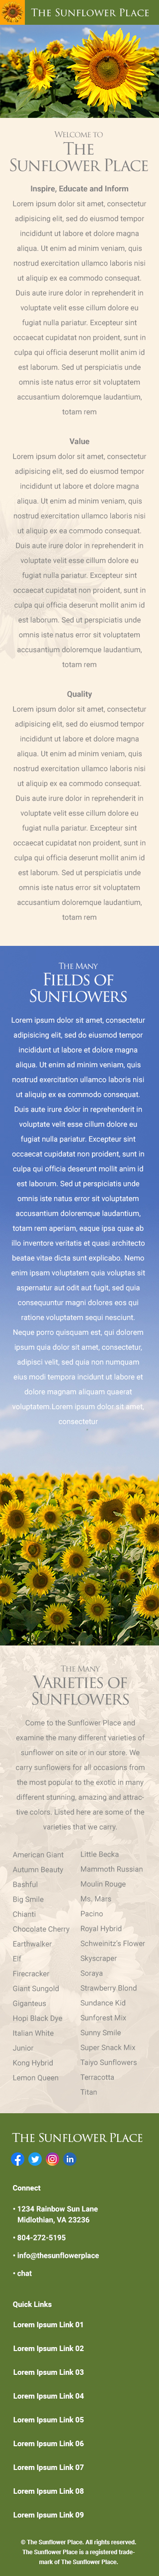 The Sunflower Place
Welcome to
The
Sunflower Place
Inspire, Educate and Inform
Lorem ipsum dolor sit amet, consectetur
adipisicing elit, sed do eiusmod tempor
incididunt ut labore et dolore magna
aliqua. Ut enim ad minim veniam, quis
nostrud exercitation ullamco laboris nisi
ut aliquip ex ea commodo consequat.
Duis aute irure dolor in reprehenderit in
voluptate velit esse cillum dolore eu
fugiat nulla pariatur. Excepteur sint
occaecat cupidatat non proident, sunt in
culpa qui officia deserunt mollit anim id
est laborum. Sed ut perspiciatis unde
omnis iste natus error sit voluptatem
accusantium doloremque laudantium,
totam rem
Value
Lorem ipsum dolor sit amet, consectetur
adipisicing elit, sed do eiusmod tempor
incididunt ut labore et dolore magna
aliqua. Ut enim ad minim veniam, quis
nostrud exercitation ullamco laboris nisi
ut aliquip ex ea commodo consequat.
Duis aute irure dolor in reprehenderit in
voluptate velit esse cillum dolore eu
fugiat nulla pariatur. Excepteur sint
occaecat cupidatat non proident, sunt in
culpa qui officia deserunt mollit anim id
est laborum. Sed ut perspiciatis unde
omnis iste natus error sit voluptatem
accusantium doloremque laudantium,
totam rem
Quality
Lorem ipsum dolor sit amet, consectetur
adipisicing elit, sed do eiusmod tempor
incididunt ut labore et dolore magna
aliqua. Ut enim ad minim veniam, quis
nostrud exercitation ullamco laboris nisi
ut aliquip ex ea commodo consequat.
Duis aute irure dolor in reprehenderit in
voluptate velit esse cillum dolore eu
fugiat nulla pariatur. Excepteur sint
occaecat cupidatat non proident, sunt in
culpa qui officia deserunt mollit anim id
est laborum. Sed ut perspiciatis unde
omnis iste natus error sit voluptatem
accusantium doloremque laudantium,
totam rem
The Many
Fields of
Sunflowers
Lorem ipsum dolor sit amet, consectetur
adipisicing elit, sed do eiusmod tempor
incididunt ut labore et dolore magna
aliqua. Ut enim ad minim veniam, quis
nostrud exercitation ullamco laboris nisi
ut aliquip ex ea commodo consequat.
Duis aute irure dolor in reprehenderit in
voluptate velit esse cillum dolore eu
fugiat nulla pariatur. Excepteur sint
occaecat cupidatat non proident, sunt in
culpa qui officia deserunt mollit anim id
est laborum. Sed ut perspiciatis unde
omnis iste natus error sit voluptatem
accusantium doloremque laudantium,
totam rem aperiam, eaque ipsa quae ab
illo inventore veritatis et quasi architecto
beatae vitae dicta sunt explicabo. Nemo
enim ipsam voluptatem quia voluptas sit
aspernatur aut odit aut fugit, sed quia
consequuntur magni dolores eos qui
ratione voluptatem sequi nesciunt.
Neque porro quisquam est, qui dolorem
ipsum quia dolor sit amet, consectetur,
adipisci velit, sed quia non numquam
eius modi tempora incidunt ut labore et
dolore magnam aliquam quaerat
voluptatem.Lorem ipsum dolor sit amet,
consectetur
The Many
Varieties of
Sunflowers
Come to the Sunflower Place and
examine the many different varieties of
sunflower on site or in our store. We
carry sunflowers for all occasions from
the most popular to the exotic in many
different stunning, amazing and attrac-
tive colors. Listed here are some of the
varieties that we carry.
American Giant
Autumn Beauty
Bashful
Big Smile
Chianti
Chocolate Cherry
Earthwalker
Elf
Firecracker
Giant Sungold
Giganteus
Hopi Black Dye
Italian White
Junior
Kong Hybrid
Lemon Queen
Little Becka
Mammoth Russian
Moulin Rouge
Ms. Mars
Pacino
Royal Hybrid
Schweinitz's Flower
Skyscraper
Soraya
Strawberry Blond
Sundance Kid
Sunforest Mix
Sunny Smile
Super Snack Mix
Taiyo Sunflowers
Terracotta
Titan
The Sunflower Place
Connect
• 1234 Rainbow Sun Lane
Midlothian, VA 23236
• 804-272-5195
• info@thesunflowerplace
• chat
Quick Links
Lorem Ipsum Link 01
Lorem Ipsum Link 02
Lorem Ipsum Link 03
Lorem Ipsum Link 04
Lorem Ipsum Link 05
Lorem Ipsum Link 06
Lorem Ipsum Link 07
Lorem Ipsum Link 08
Lorem Ipsum Link 09
© The Sunflower Place. All rights reserved.
The Sunflower Place is a registered trade-
mark of The Sunflower Place.